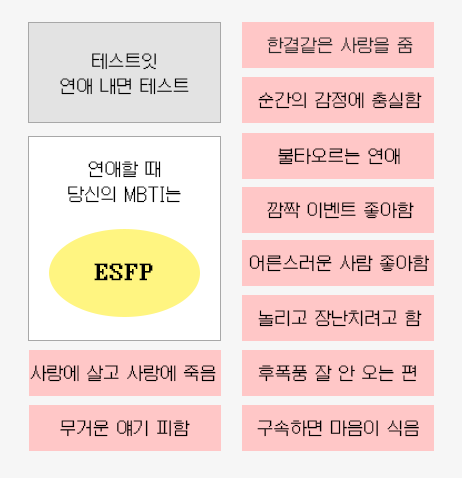 테스트잇
연애 내면 테스트
연애할 때
당신의 MBTI는
ESFP
사랑에 살고 사랑에 죽음
무거운 얘기 피함
한결같은 사랑을 줌
순간의 감정에 충실함
불타오르는 연애
깜짝 이벤트 좋아함
어른스러운 사람 좋아함
놀리고 장난치려고 함
후폭풍 잘 안 오는 편
구속하면 마음이 식음